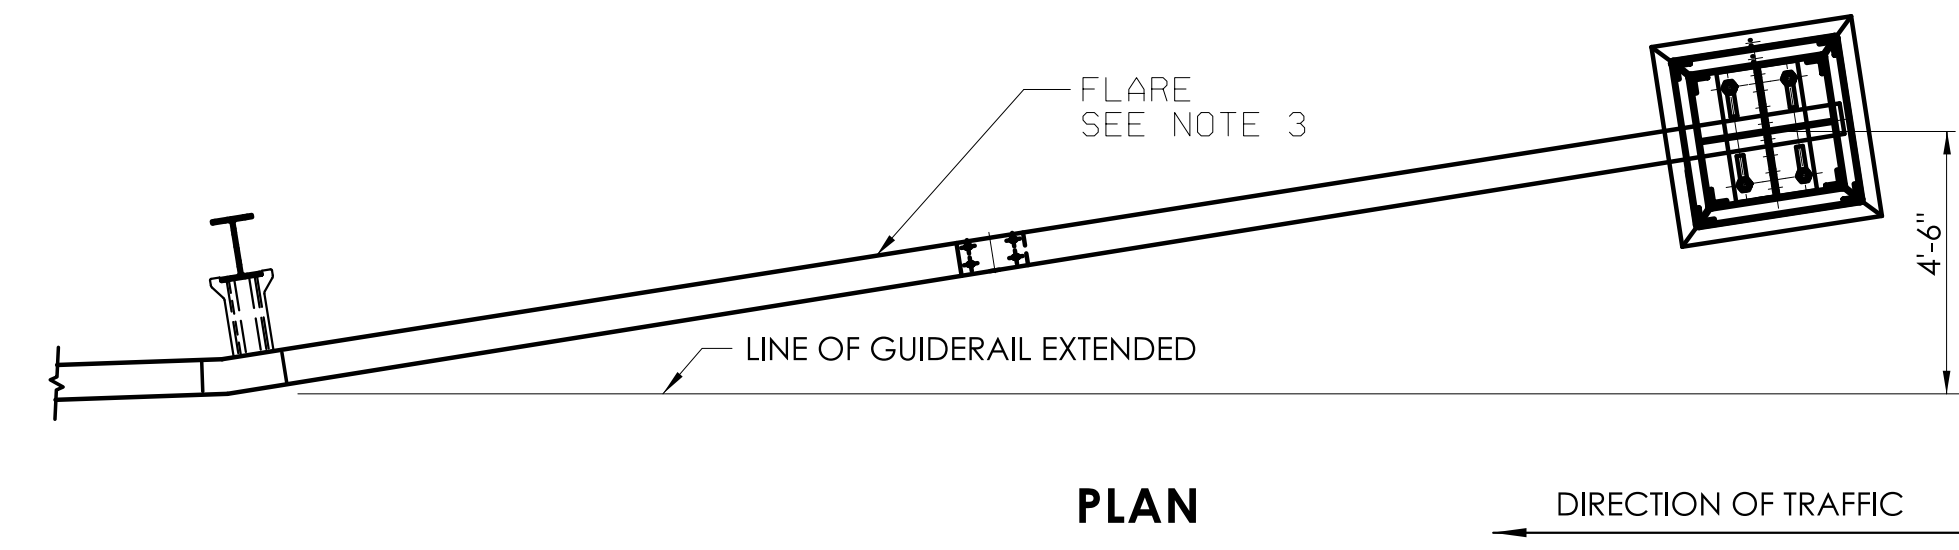 FLARE
SEE NOTE 3
4'-6"
LINE OF GUIDERAIL EXTENDED
PLAN
DIRECTION OF TRAFFIC